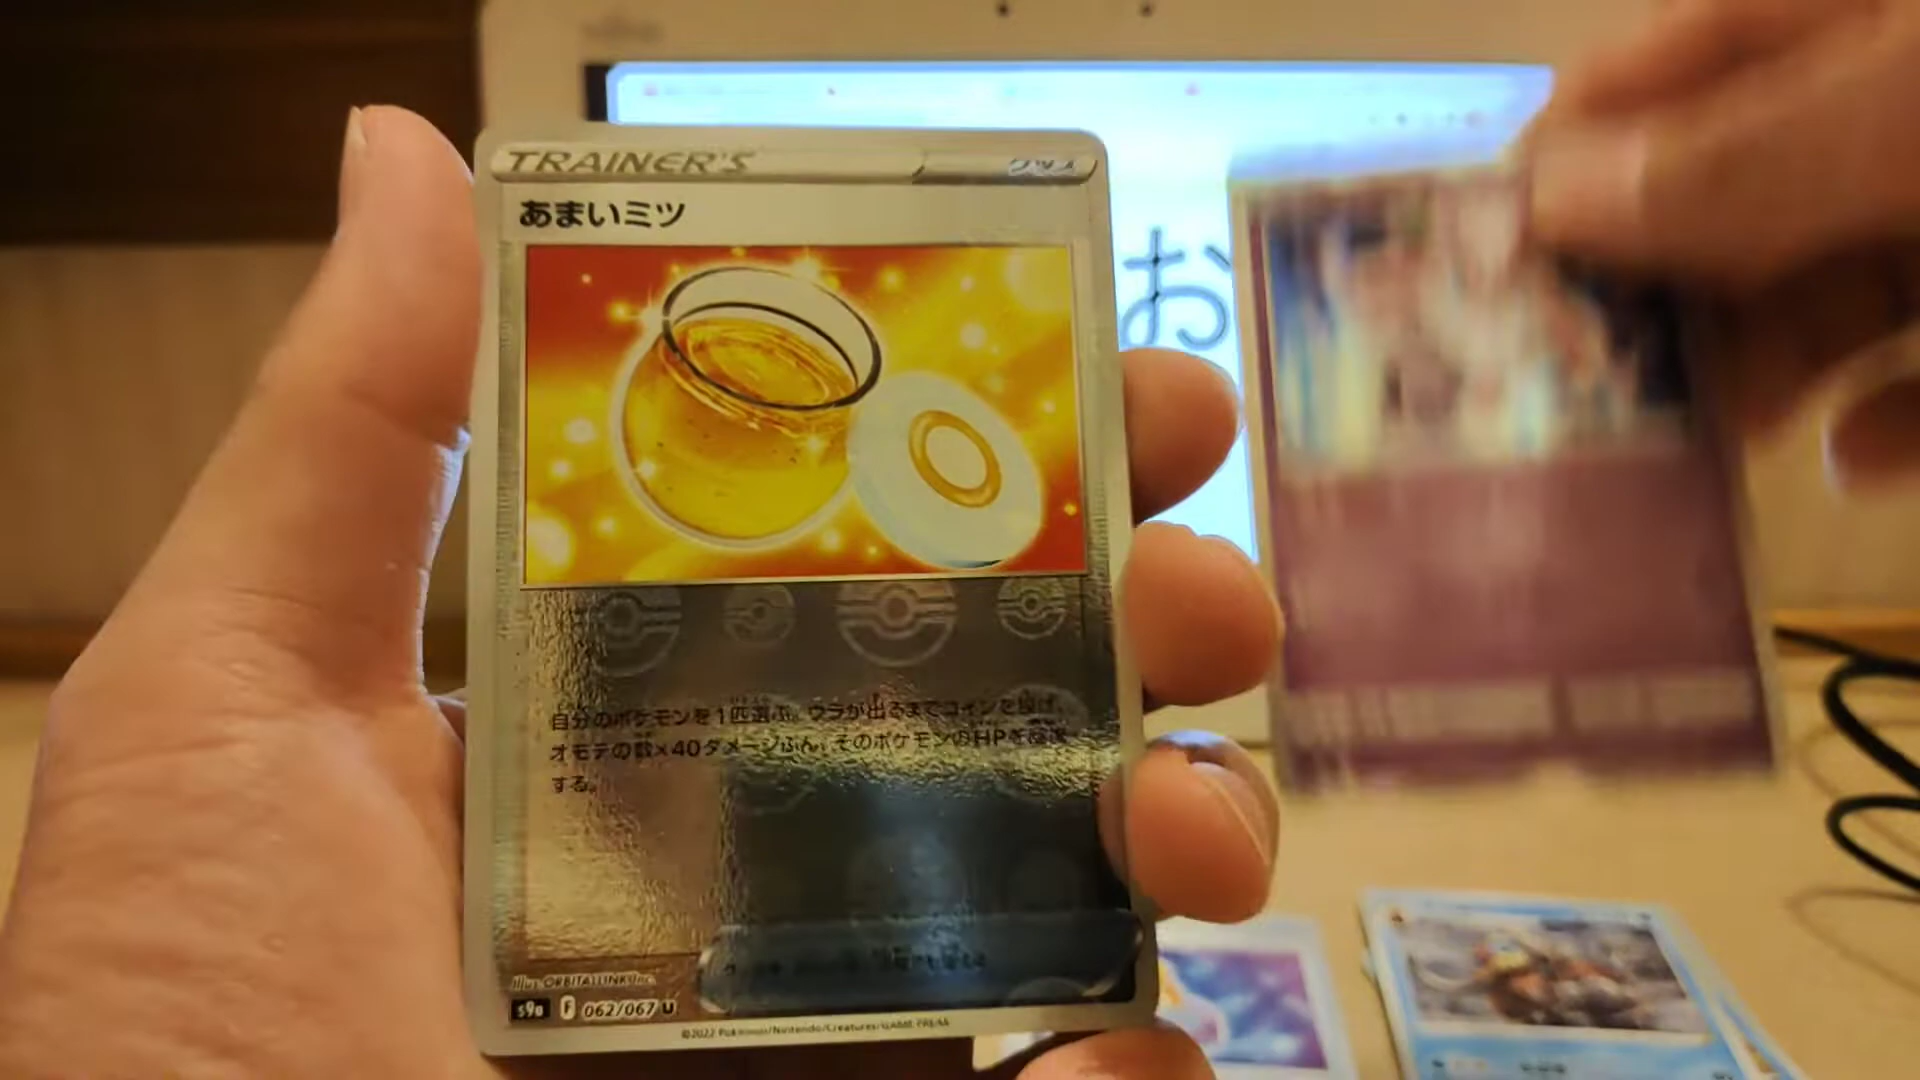 TRAINER'S
グッズ
あまいミツ
お
自分のポケモンを1匹選ぶ。ウラが出るまでコインを投げ、
オモテの数×40ダメージぶん、そのポケモンのHPを回復
する。
illus. ORBITALLINK Inc.
s9a F 062/067 U
©2022 Pokémon/Nintendo/Creatures/GAME FREAK